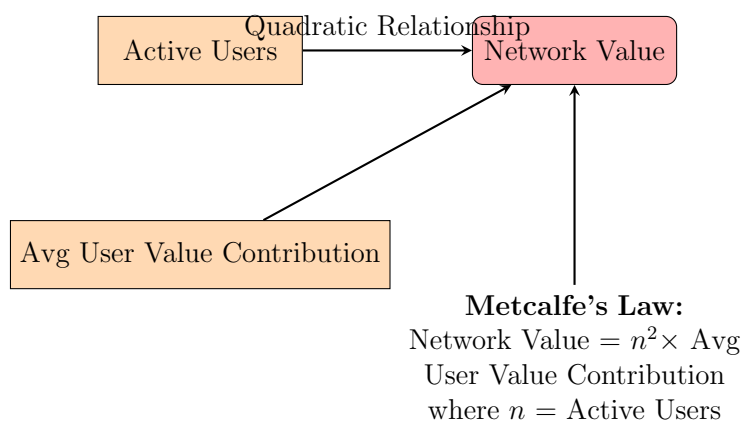 Quadratic Relationship
Active Users
Network Value
Avg User Value Contribution
Metcalfe's Law:
Network Value = n²× Avg
User Value Contribution
where n = Active Users